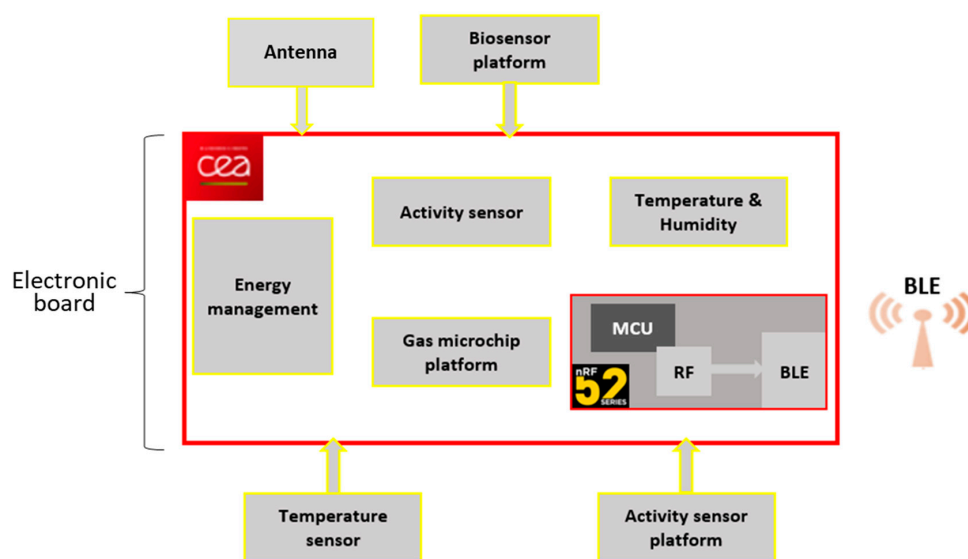 Antenna
Biosensor
platform
cea
Activity sensor
Temperature &
Humidity
Electronic
board
Energy
management
BLE
Gas microchip
platform
MCU
RF
BLE
nRF
52
SERIES
Temperature
sensor
Activity sensor
platform